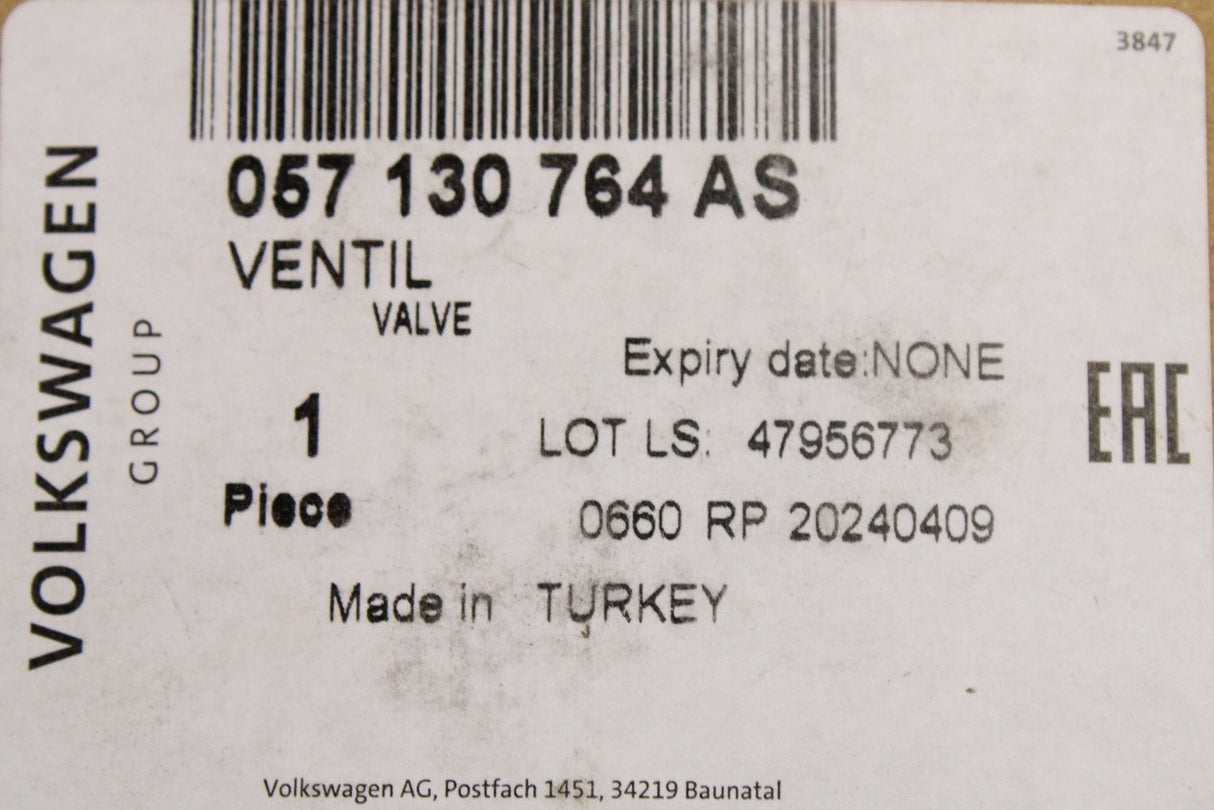 3847
057 130 764 AS
VENTIL
VALVE
Expiry date:NONE
1
LOT LS: 47956773
Piece
0660 RP 20240409
Made in TURKEY
VOLKSWAGEN
GROUP
EAC
Volkswagen AG, Postfach 1451, 34219 Baunatal